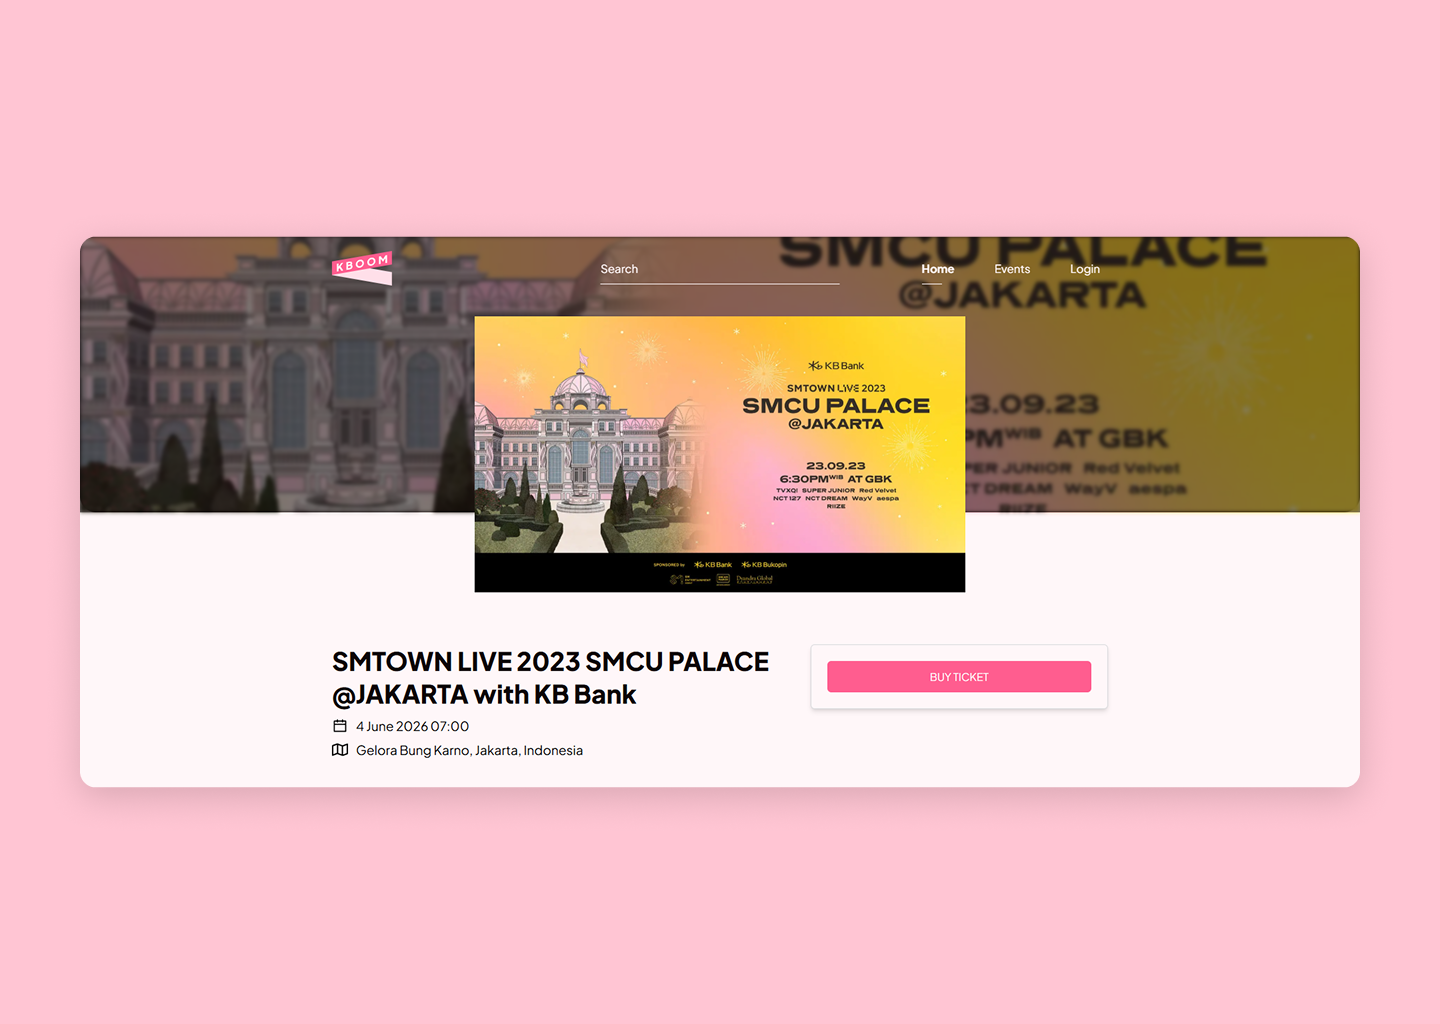 KBOOM
Search
Home
Events
Login
SMCU PALACE
@JAKARTA
23.09.23
PM WIB AT GBK
PER JUNIOR Red Velvet
CT DREAM WayV aespa
RIIZE
KB Bank
SMTOWN LIVE 2023
SMCU PALACE
@JAKARTA
23.09.23
6:30PM WIB AT GBK
TVXQ! SUPER JUNIOR Red Velvet
NCT 127 NCT DREAM WayV aespa
RIIZE
SPONSORED by KB Bank KB Bukopin
Dyandra Global
SMTOWN LIVE 2023 SMCU PALACE
@JAKARTA with KB Bank
4 June 2026 07:00
Gelora Bung Karno, Jakarta, Indonesia
BUY TICKET